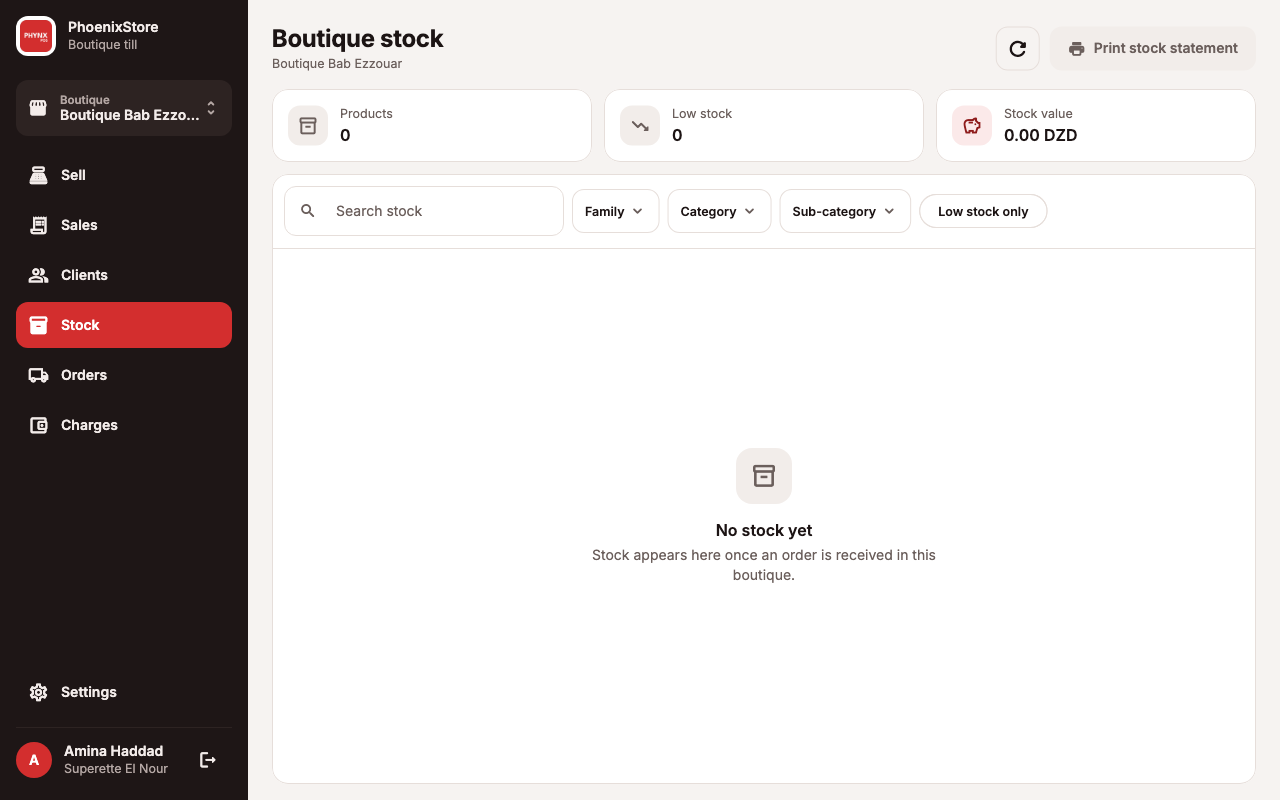 PHYNX
PhoenixStore
Boutique till
Boutique
Boutique Bab Ezzo...
Sell
Sales
Clients
Stock
Orders
Charges
Settings
A
Amina Haddad
Superette El Nour
Boutique stock
Boutique Bab Ezzouar
Print stock statement
Products
0
Low stock
0
Stock value
0.00 DZD
Search stock
Family
Category
Sub-category
Low stock only
No stock yet
Stock appears here once an order is received in this
boutique.